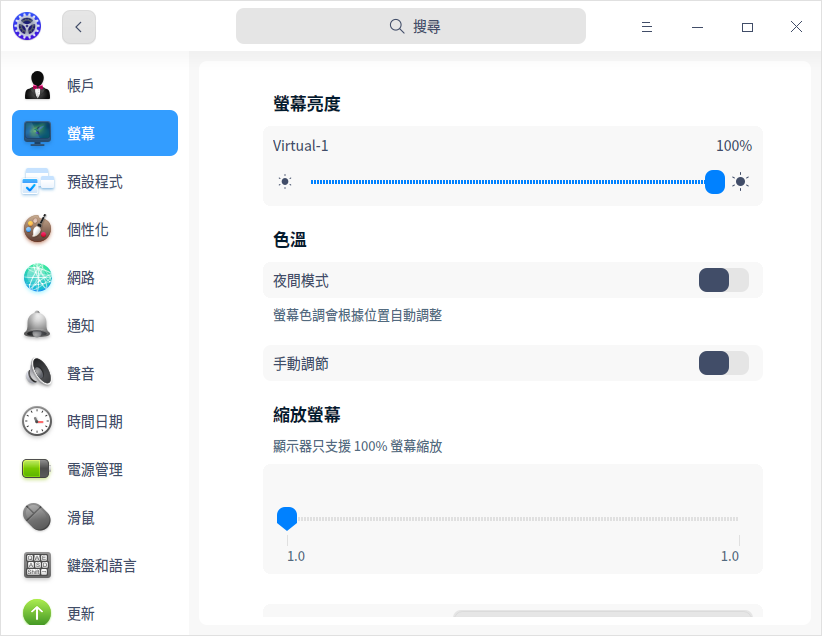 搜尋
帳戶
螢幕
預設程式
個性化
網路
通知
聲音
時間日期
電源管理
滑鼠
鍵盤和語言
更新
螢幕亮度
Virtual-1
100%
色溫
夜間模式
螢幕色調會根據位置自動調整
手動調節
縮放螢幕
顯示器只支援 100% 螢幕縮放
1.0
1.0